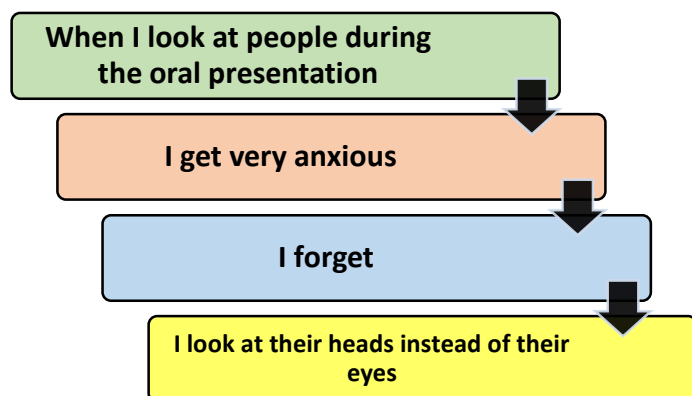 When I look at people during
the oral presentation
I get very anxious
I forget
I look at their heads instead of their
eyes